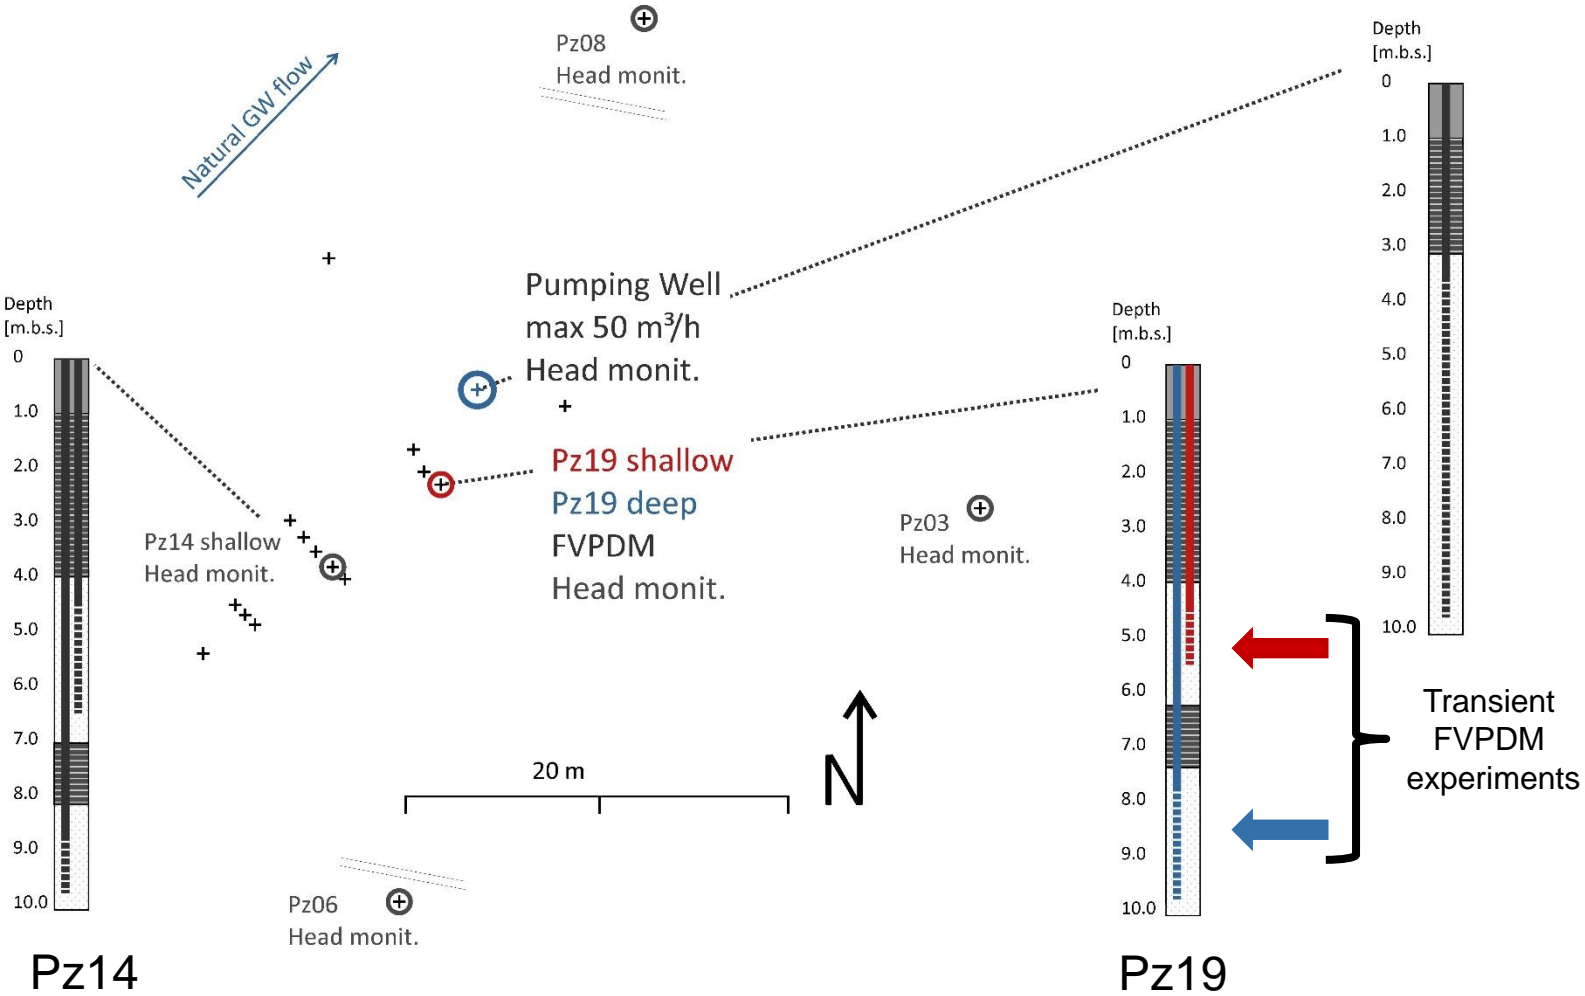 Pz08
Head monit.
Natural GW flow
Depth
[m.b.s.]
0
1.0
2.0
3.0
4.0
5.0
6.0
7.0
8.0
9.0
10.0
Pumping Well
max 50 m³/h
Head monit.
Depth
[m.b.s.]
0
1.0
2.0
3.0
4.0
5.0
6.0
7.0
8.0
9.0
10.0
Pz14
Pz14 shallow
Head monit.
Pz19 shallow
Pz19 deep
FVPDM
Head monit.
Pz03
Head monit.
Depth
[m.b.s.]
0
1.0
2.0
3.0
4.0
5.0
6.0
7.0
8.0
9.0
10.0
Pz19
Transient
FVPDM
experiments
20 m
N
Pz06
Head monit.